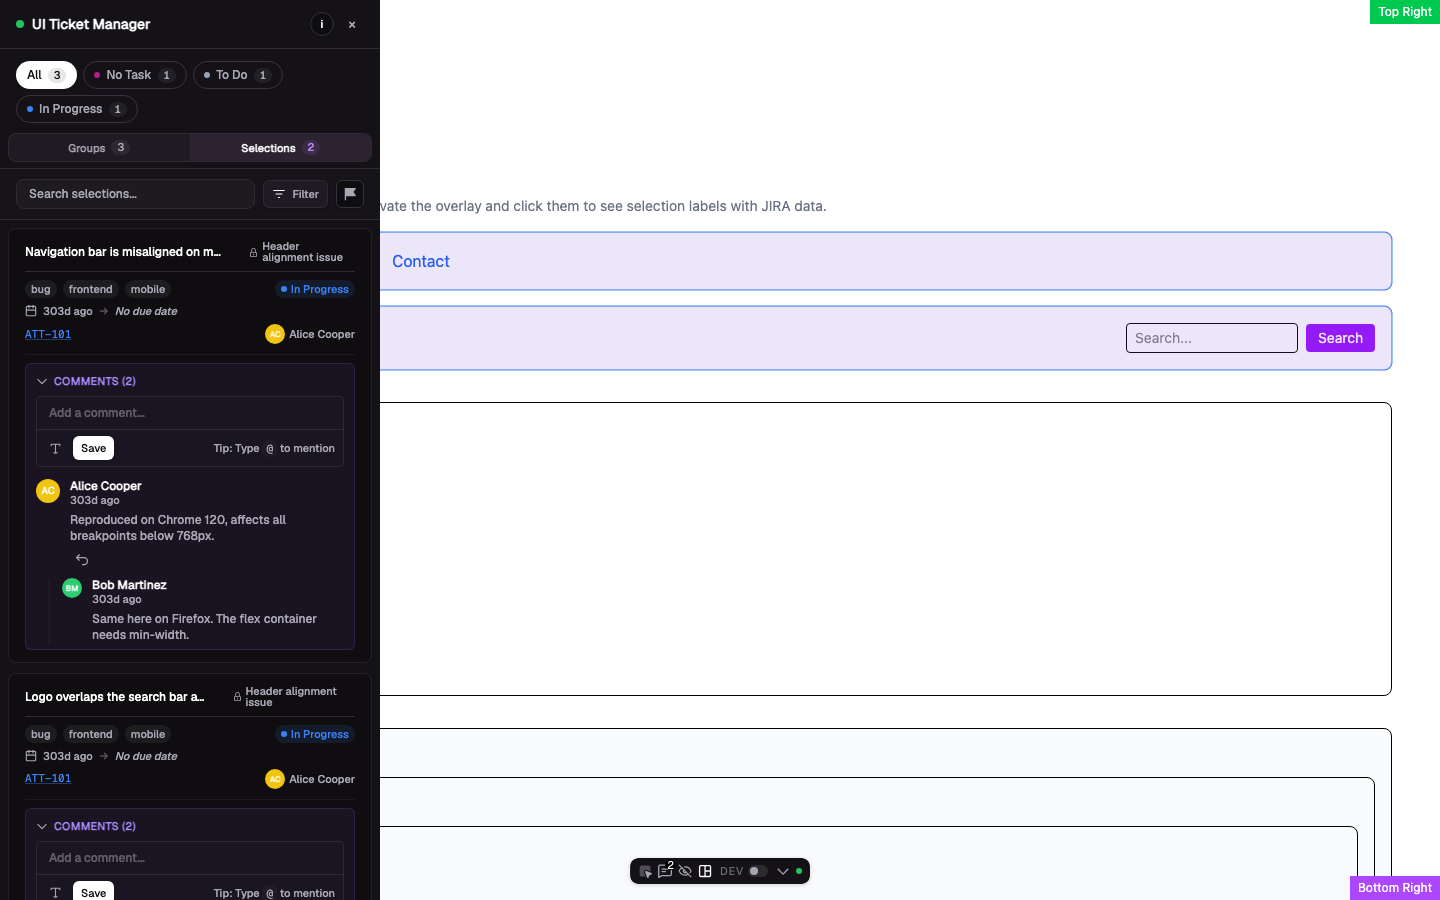 UI Ticket Manager
i
×
All 3
No Task 1
To Do 1
In Progress 1
Groups 3
Selections 2
Search selections...
Filter
Navigation bar is misaligned on m...
Header
alignment issue
bug frontend mobile
In Progress
303d ago → No due date
ATT-101
AC Alice Cooper
COMMENTS (2)
Add a comment...
Save
Tip: Type @ to mention
AC Alice Cooper
303d ago
Reproduced on Chrome 120, affects all
breakpoints below 768px.
BM Bob Martinez
303d ago
Same here on Firefox. The flex container
needs min-width.
Logo overlaps the search bar a...
Header alignment
issue
bug frontend mobile
In Progress
303d ago → No due date
ATT-101
AC Alice Cooper
COMMENTS (2)
Add a comment...
Save
Tip: Type @ to mention
Top Right
vate the overlay and click them to see selection labels with JIRA data.
Contact
Search...
Search
2
DEV
Bottom Right